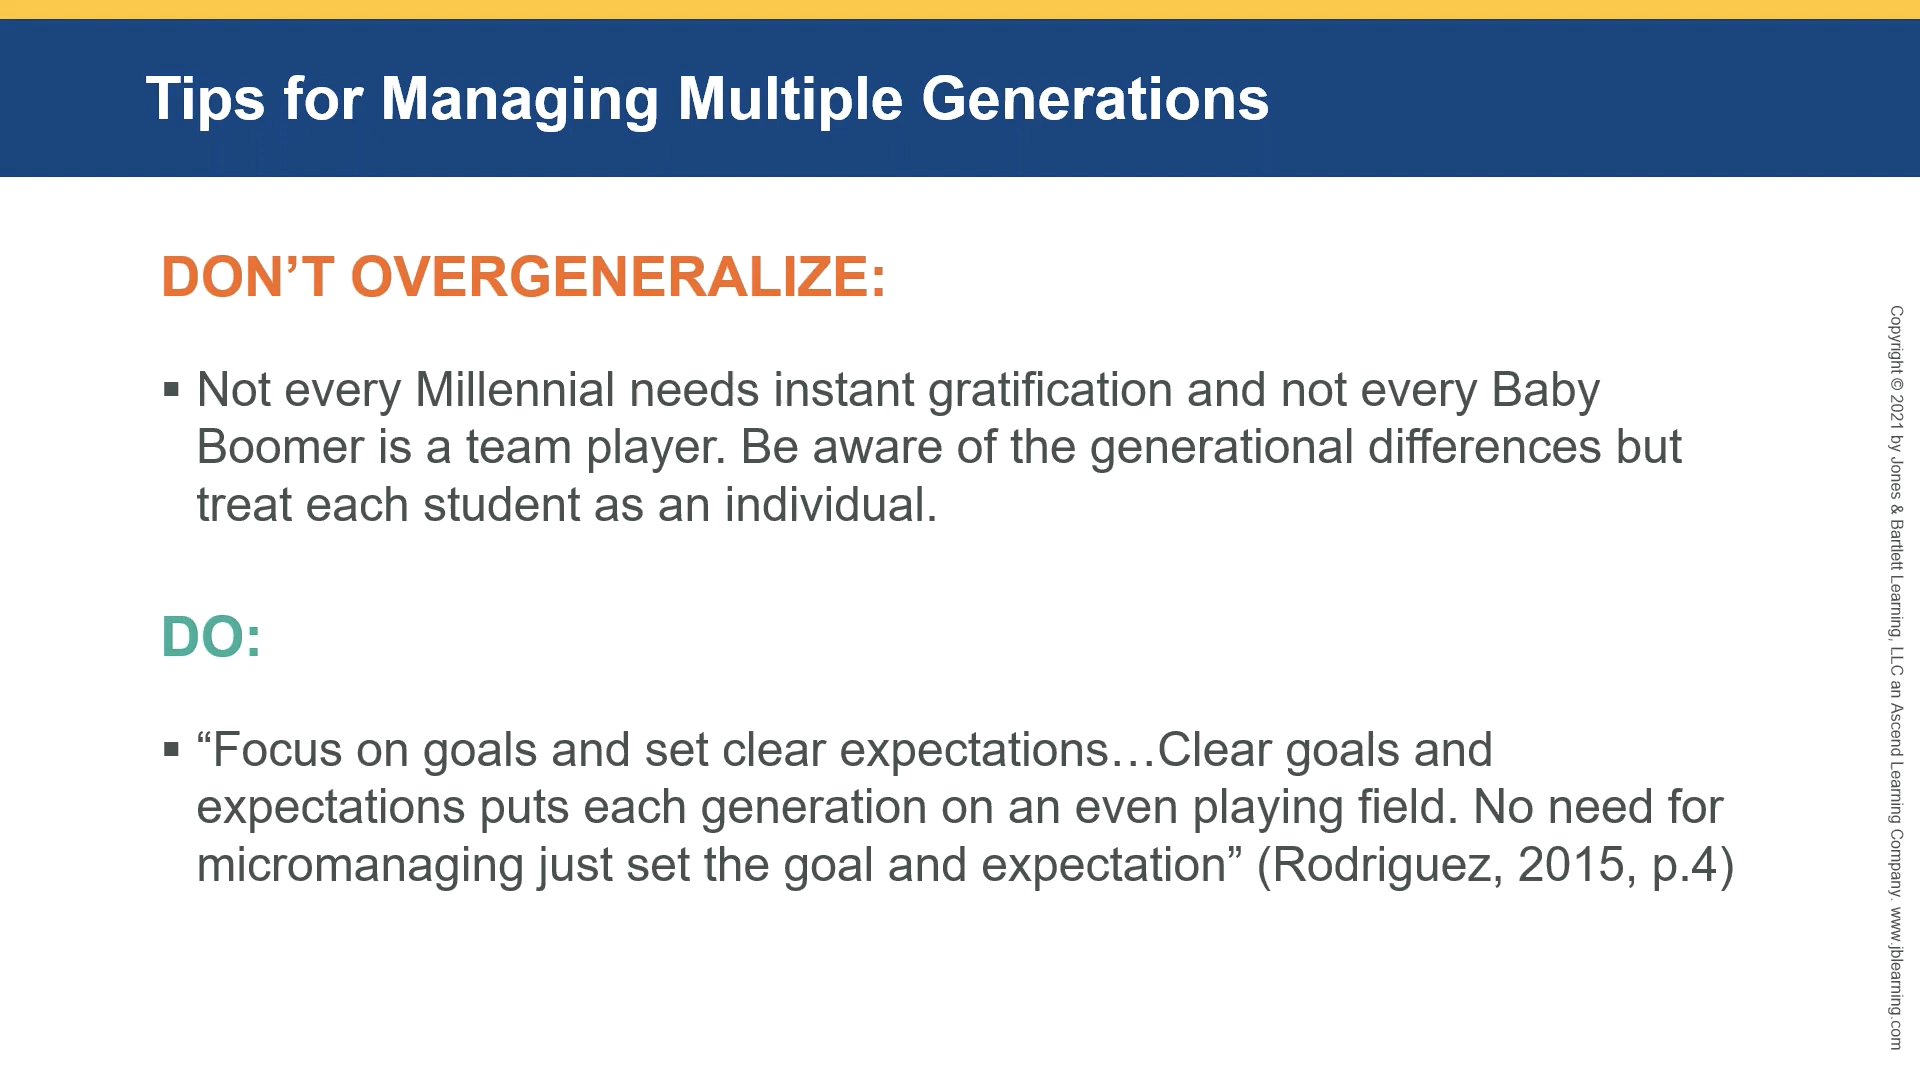 Tips for Managing Multiple Generations
DON’T OVERGENERALIZE:
▪ Not every Millennial needs instant gratification and not every Baby
Boomer is a team player. Be aware of the generational differences but
treat each student as an individual.
DO:
▪ “Focus on goals and set clear expectations…Clear goals and
expectations puts each generation on an even playing field. No need for
micromanaging just set the goal and expectation” (Rodriguez, 2015, p.4)
Copyright © 2021 by Jones & Bartlett Learning, LLC an Ascend Learning Company. www.jblearning.com